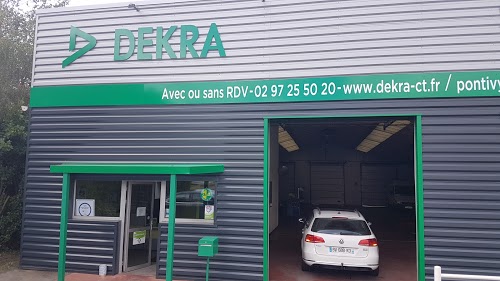 DEKRA
Avec ou sans RDV-02 97 25 50 20-www.dekra-ct.fr / pontivy